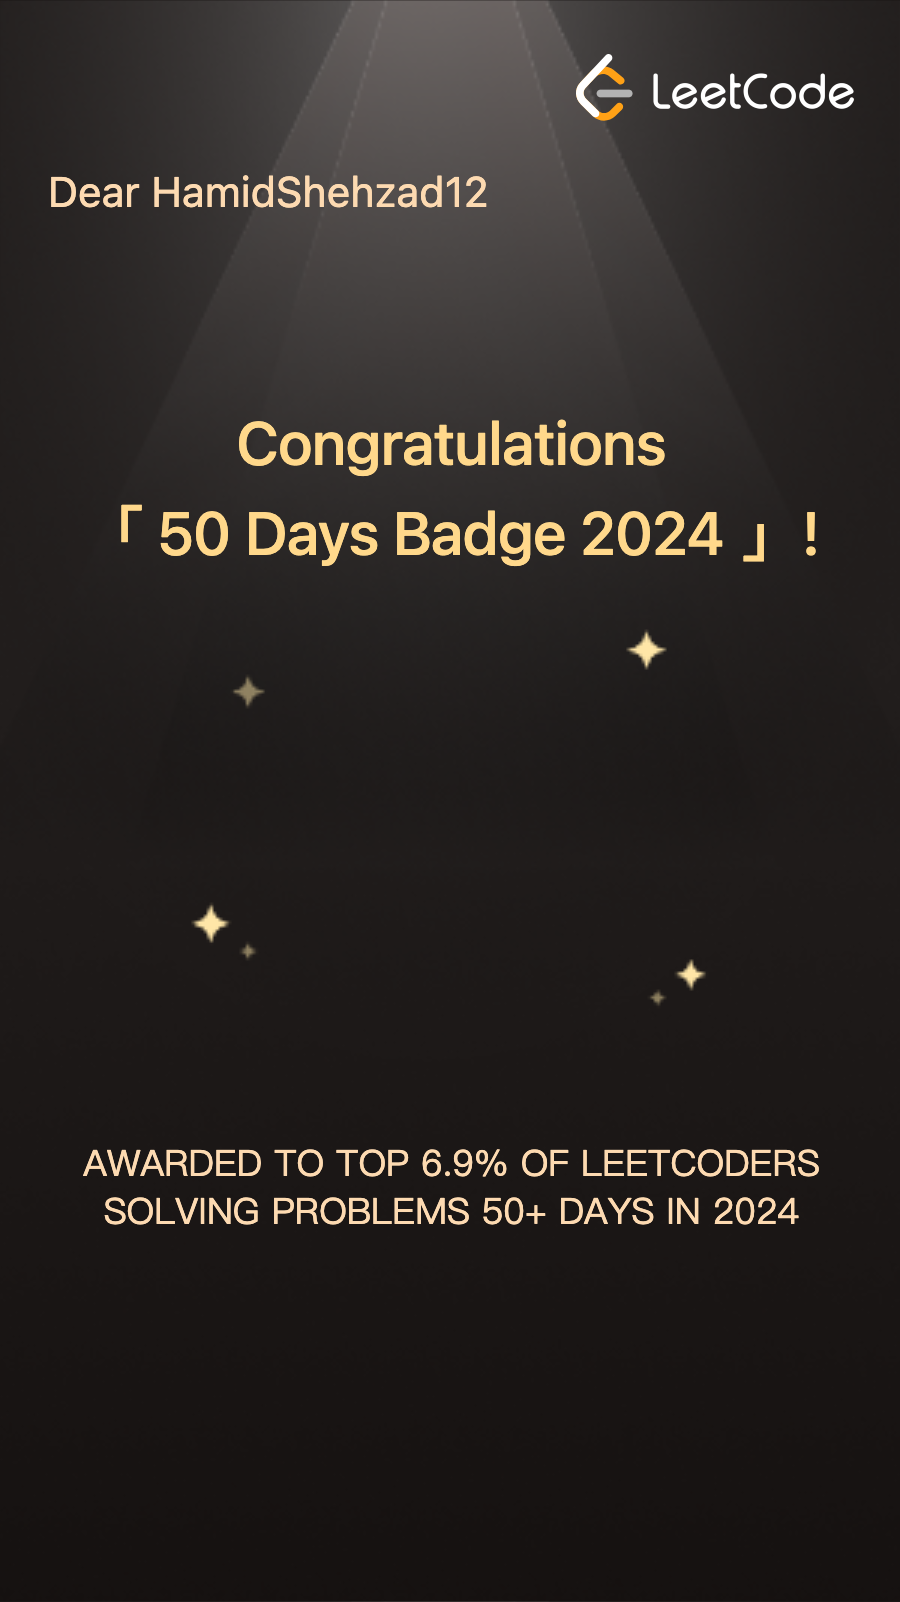 LeetCode
Dear HamidShehzad12
Congratulations
「 50 Days Badge 2024 」 !
AWARDED TO TOP 6.9% OF LEETCODERS
SOLVING PROBLEMS 50+ DAYS IN 2024